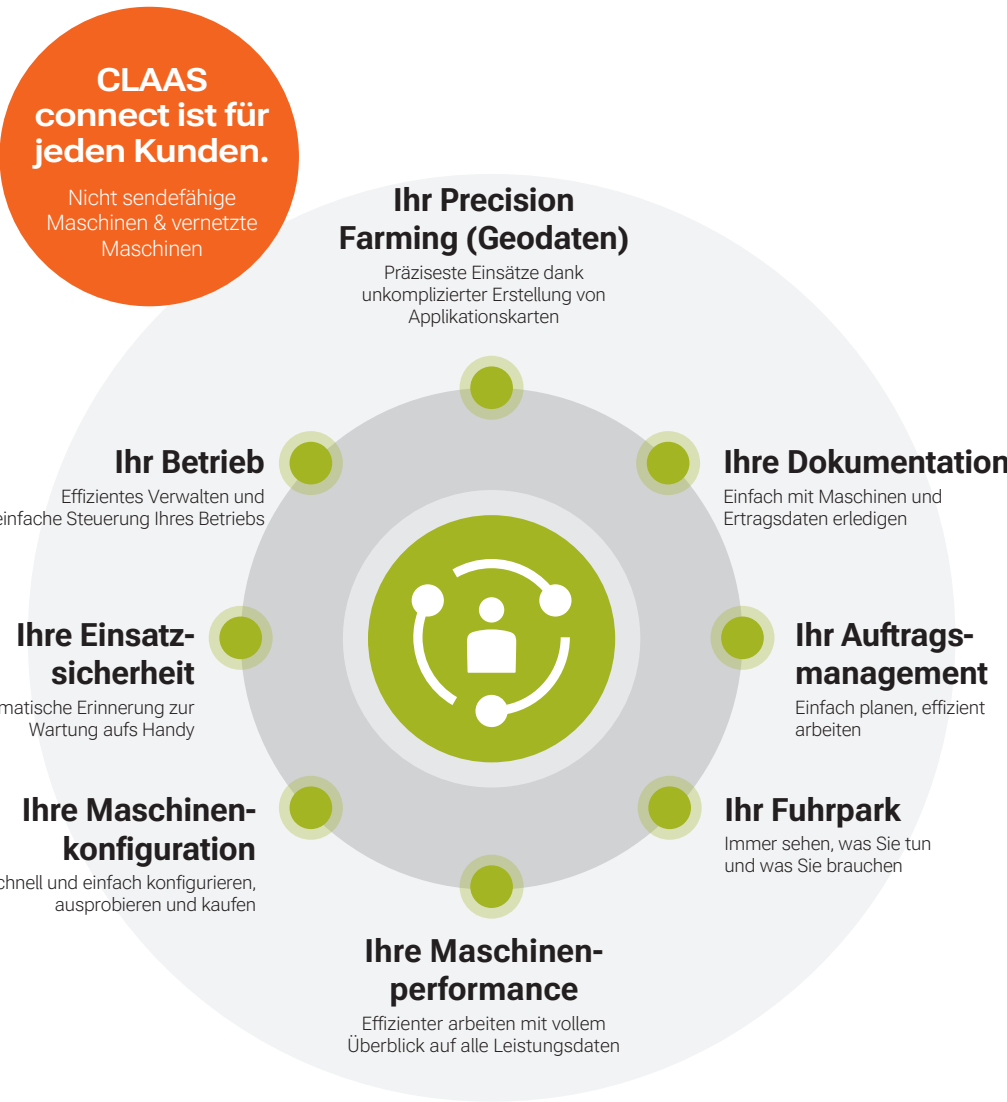 CLAAS
connect ist für
jeden Kunden.
Nicht sendefähige
Maschinen & vernetzte
Maschinen
Ihr Precision
Farming (Geodaten)
Präziseste Einsätze dank
unkomplizierter Erstellung von
Applikationskarten
Ihr Betrieb
Effizientes Verwalten und
einfache Steuerung Ihres Betriebs
Ihre Dokumentation
Einfach mit Maschinen und
Ertragsdaten erledigen
Ihre Einsatz-
sicherheit
matische Erinnerung zur
Wartung aufs Handy
Ihr Auftrags-
management
Einfach planen, effizient
arbeiten
Ihre Maschinen-
konfiguration
chnell und einfach konfigurieren,
ausprobieren und kaufen
Ihr Fuhrpark
Immer sehen, was Sie tun
und was Sie brauchen
Ihre Maschinen-
performance
Effizienter arbeiten mit vollem
Überblick auf alle Leistungsdaten